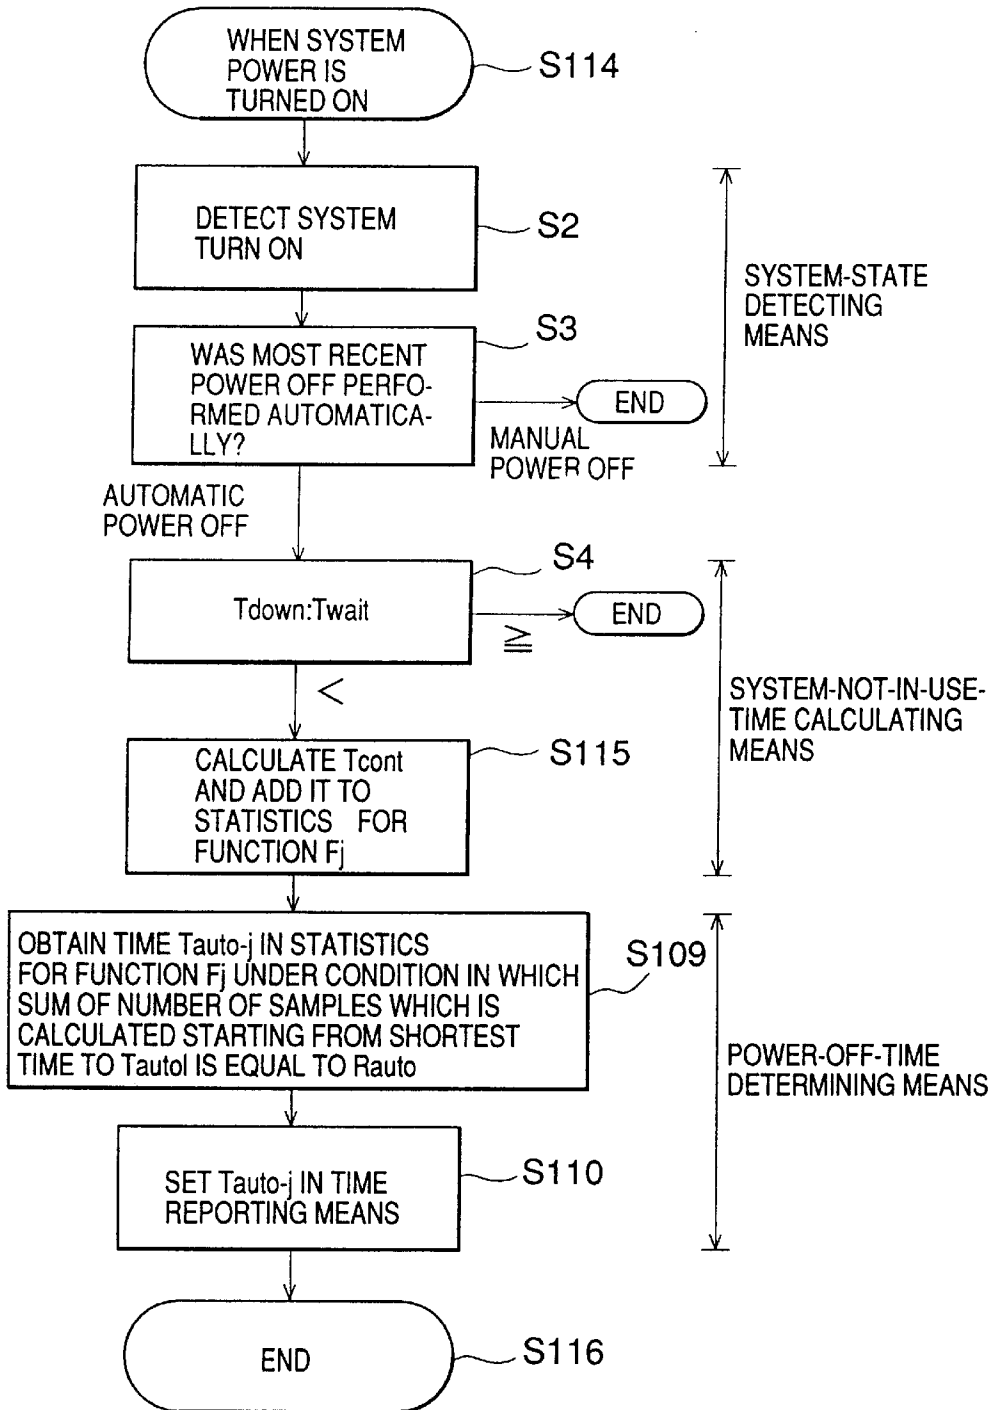 WHEN SYSTEM
POWER IS
TURNED ON
S114
DETECT SYSTEM
TURN ON
S2
SYSTEM-STATE
DETECTING
MEANS
S3
WAS MOST RECENT
POWER OFF PERFO-
RMED AUTOMATICA-
LLY?
END
MANUAL
POWER OFF
AUTOMATIC
POWER OFF
S4
Tdown:Twait
END
≧
<
SYSTEM-NOT-IN-USE-
TIME CALCULATING
MEANS
S115
CALCULATE Tcont
AND ADD IT TO
STATISTICS FOR
FUNCTION Fj
OBTAIN TIME Tauto-j IN STATISTICS
FOR FUNCTION Fj UNDER CONDITION IN WHICH
SUM OF NUMBER OF SAMPLES WHICH IS
CALCULATED STARTING FROM SHORTEST
TIME TO Tautol IS EQUAL TO Rauto
S109
POWER-OFF-TIME
DETERMINING MEANS
SET Tauto-j IN TIME
REPORTING MEANS
S110
END
S116